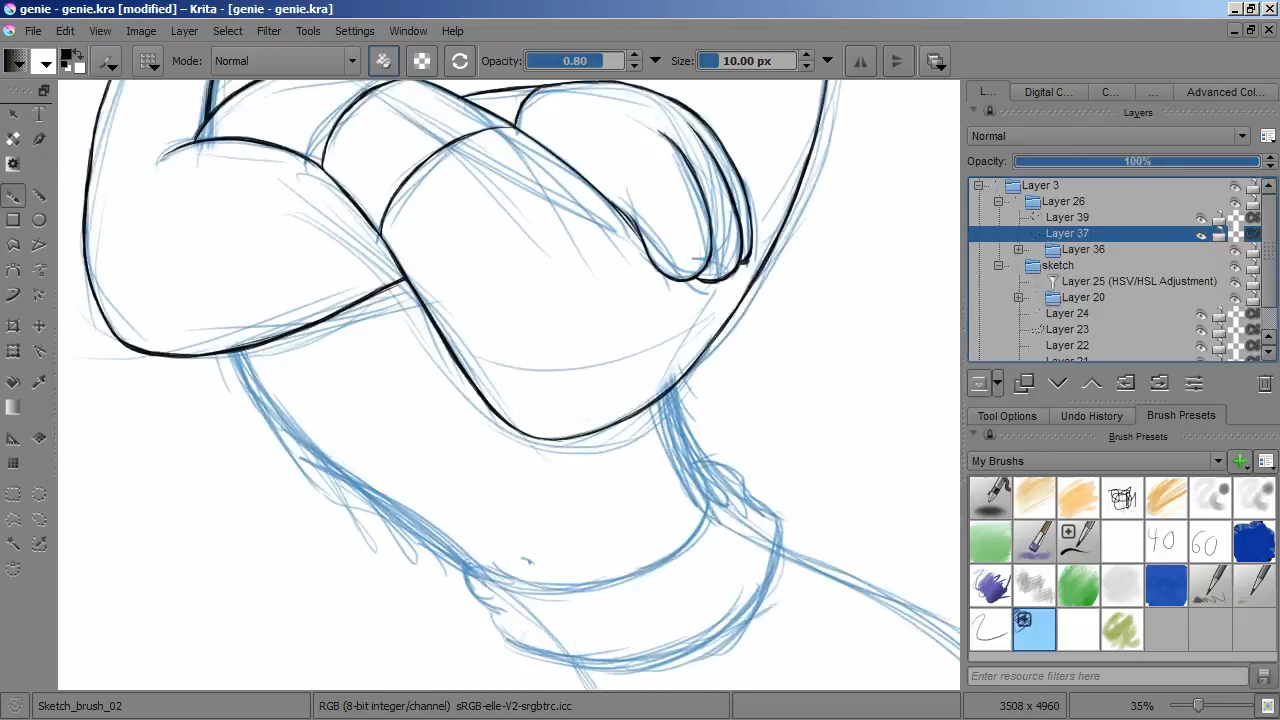 genie - genie.kra [modified] – Krita - [genie - genie.kra]
File Edit View Image Layer Select Filter Tools Settings Window Help
Mode: Normal Opacity: 0.80 Size: 10.00 px
L... Digital C... C... ... Advanced Col...
Layers
Normal
Opacity: 100%
Layer 3
Layer 26
Layer 39
Layer 37
Layer 36
sketch
Layer 25 (HSV/HSL Adjustment)
Layer 20
Layer 24
Layer 23
Layer 22
Layer 21
Tool Options Undo History Brush Presets
Brush Presets
My Brushes
40 60
Enter resource filters here
Sketch_brush_02 RGB (8-bit integer/channel) sRGB-elle-V2-srgbtrc.icc 3508 x 4960 35%